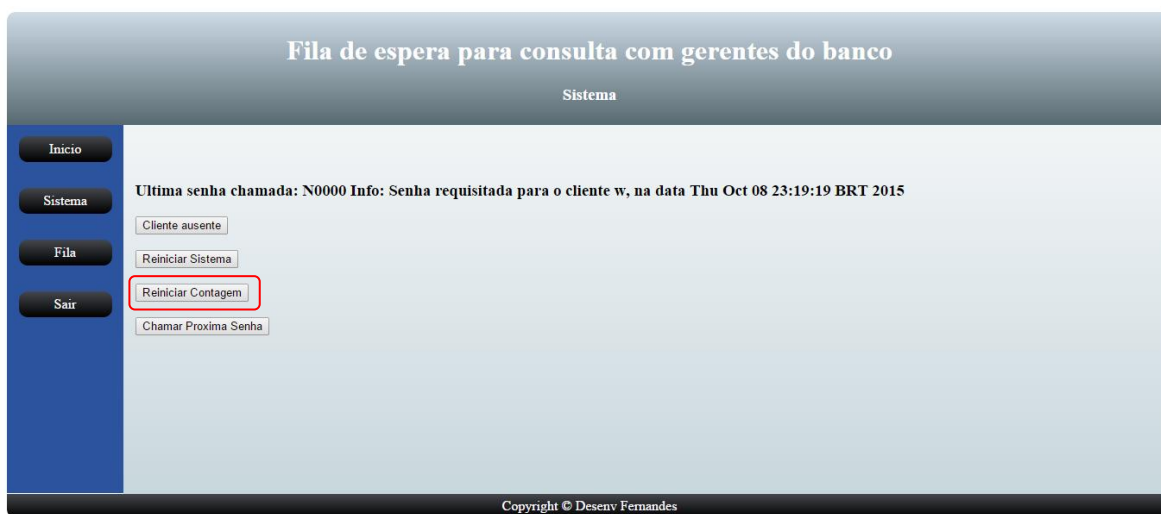 Fila de espera para consulta com gerentes do banco
Sistema
Inicio
Sistema
Fila
Sair
Ultima senha chamada: N0000 Info: Senha requisitada para o cliente w, na data Thu Oct 08 23:19:19 BRT 2015
Cliente ausente
Reiniciar Sistema
Reiniciar Contagem
Chamar Proxima Senha
Copyright © Desenv Fernandes